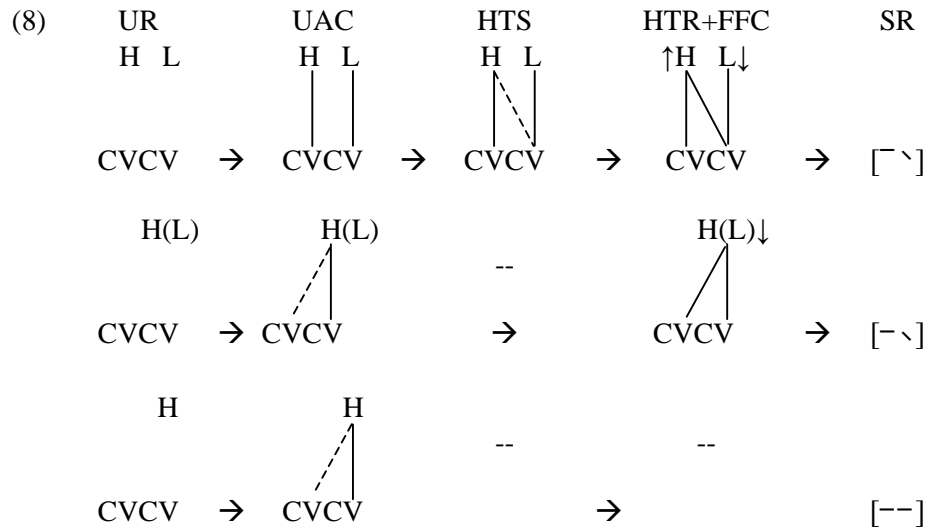 (8) UR UAC HTS HTR+FFC SR
H L H L H L ↑H L↓
CVCV → CVCV → CVCV → CVCV → [¯ ˋ]
H(L) H(L) -- H(L)↓
CVCV → CVCV → CVCV → [– ˎ]
H H -- --
CVCV → CVCV → [––]